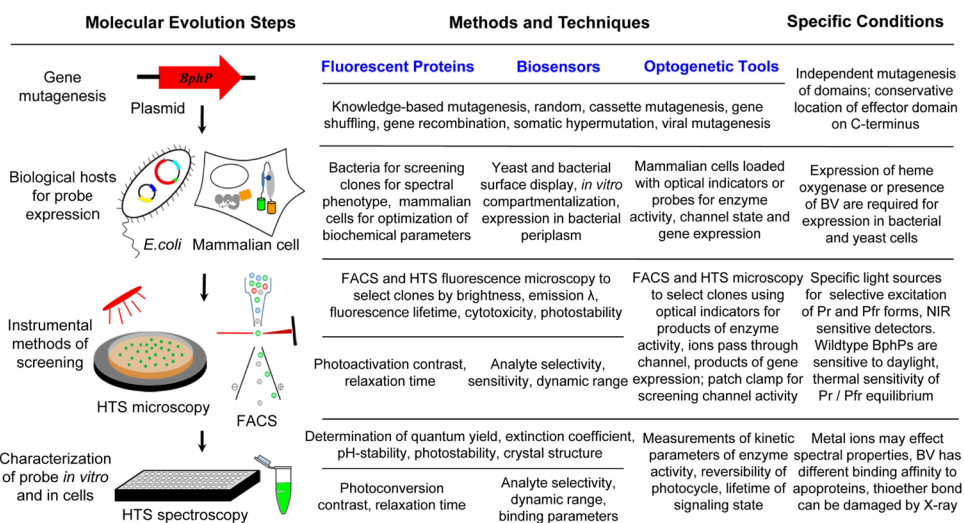 Molecular Evolution Steps
Methods and Techniques
Specific Conditions
Fluorescent Proteins
Biosensors
Optogenetic Tools
Gene
mutagenesis
BphP
Plasmid
Knowledge-based mutagenesis, random, cassette mutagenesis, gene
shuffling, gene recombination, somatic hypermutation, viral mutagenesis
Independent mutagenesis
of domains; conservative
location of effector domain
on C-terminus
Biological hosts
for probe
expression
E.coli
Mammalian cell
Bacteria for screening
clones for spectral
phenotype, mammalian
cells for optimization of
biochemical parameters
Yeast and bacterial
surface display, in vitro
compartmentalization,
expression in bacterial
periplasm
Mammalian cells loaded
with optical indicators or
probes for enzyme
activity, channel state and
gene expression
Expression of heme
oxygenase or presence
of BV are required for
expression in bacterial
and yeast cells
Instrumental
methods of
screening
HTS microscopy
FACS
FACS and HTS fluorescence microscopy to
select clones by brightness, emission λ,
fluorescence lifetime, cytotoxicity, photostability
Photoactivation contrast,
relaxation time
Analyte selectivity,
sensitivity, dynamic range
FACS and HTS microscopy
to select clones using
optical indicators for
products of enzyme
activity, ions pass through
channel, products of gene
expression; patch clamp for
screening channel activity
Specific light sources
for selective excitation
of Pr and Pfr forms, NIR
sensitive detectors.
Wildtype BphPs are
sensitive to daylight,
thermal sensitivity of
Pr / Pfr equilibrium
Characterization
of probe in vitro
and in cells
HTS spectroscopy
Determination of quantum yield, extinction coefficient,
pH-stability, photostability, crystal structure
Photoconversion
contrast, relaxation time
Analyte selectivity,
dynamic range,
binding parameters
Measurements of kinetic
parameters of enzyme
activity, reversibility of
photocycle, lifetime of
signaling state
Metal ions may effect
spectral properties, BV has
different binding affinity to
apoproteins, thioether bond
can be damaged by X-ray